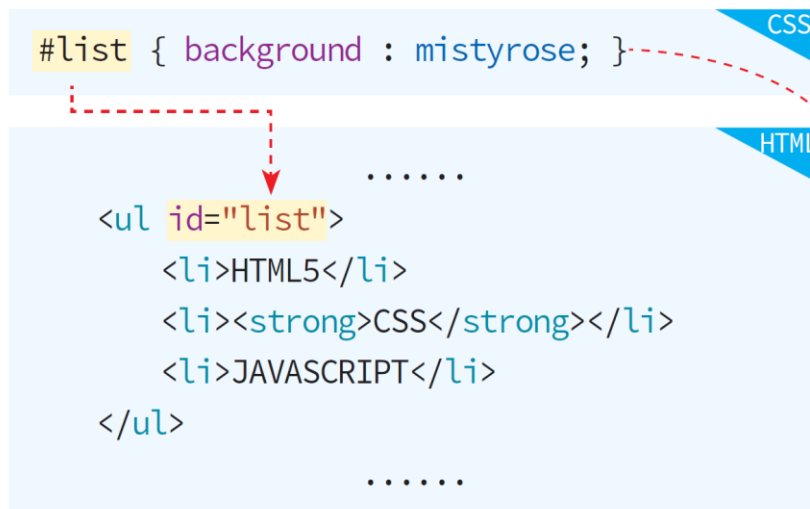 CSS
#list { background : mistyrose; }
HTML
......
<ul id="list">
<li>HTML5</li>
<li><strong>CSS</strong></li>
<li>JAVASCRIPT</li>
</ul>
......